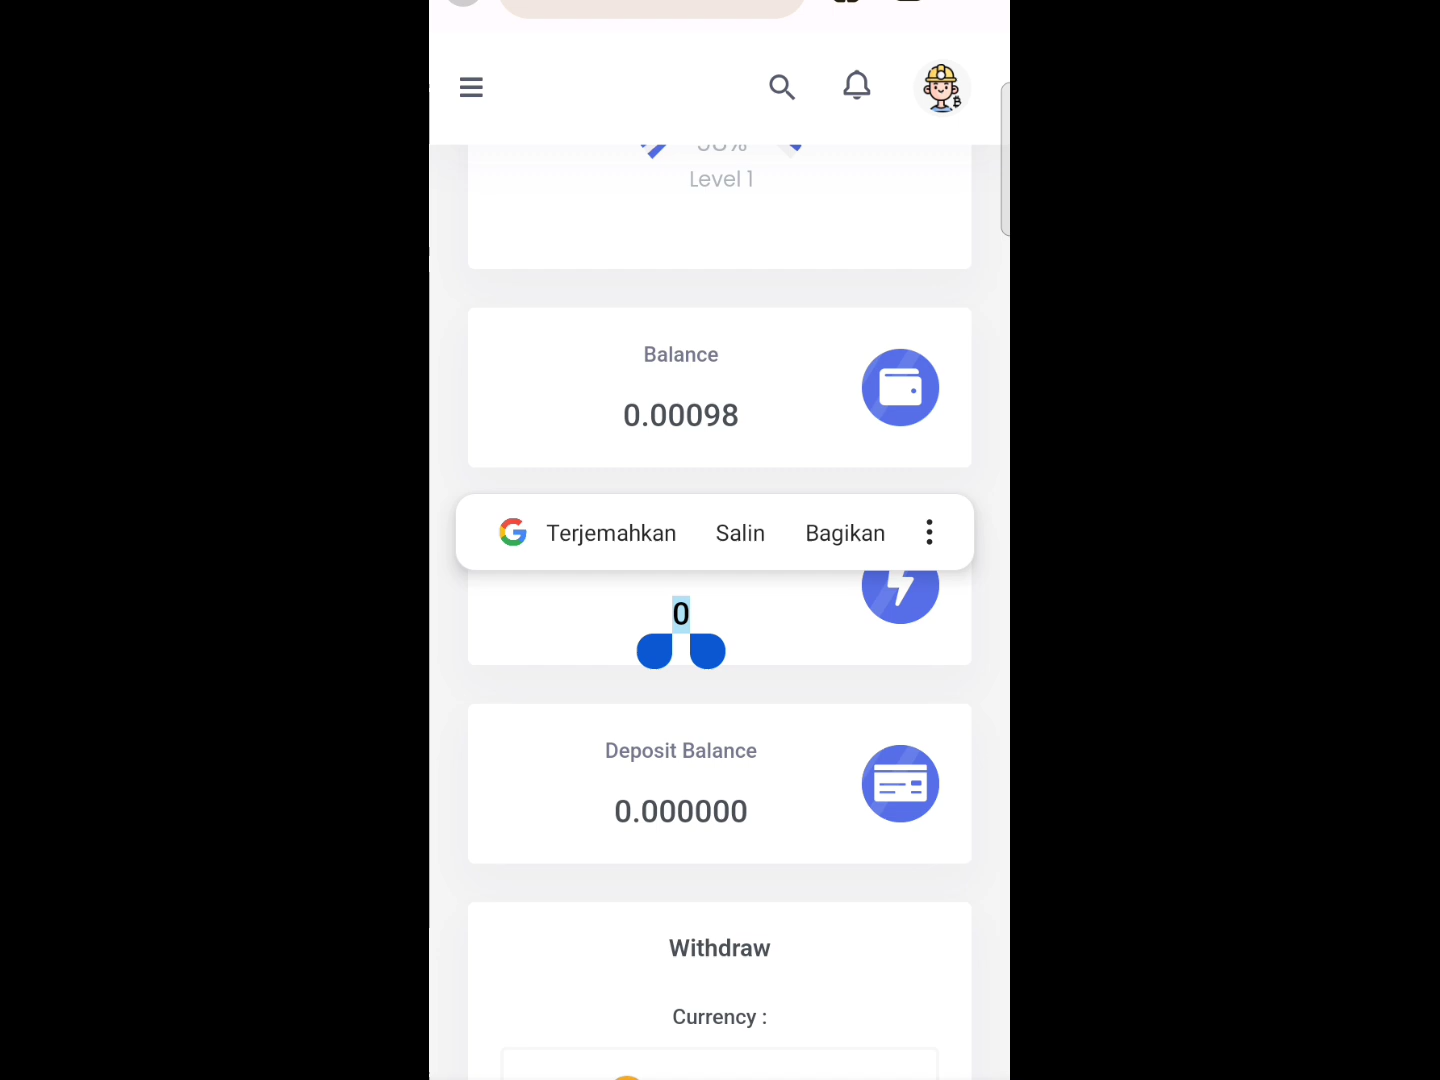 Level 1
Balance
0.00098
Terjemahkan Salin Bagikan
0
Deposit Balance
0.000000
Withdraw
Currency :